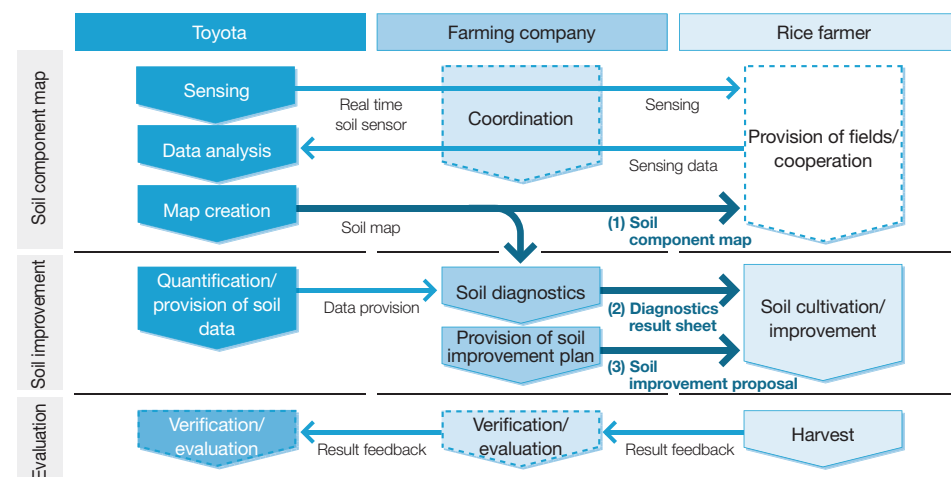 Toyota
Farming company
Rice farmer
Soil component map
Sensing
Real time
soil sensor
Coordination
Sensing
Provision of fields/
cooperation
Data analysis
Sensing data
Map creation
Soil map
(1) Soil
component map
Soil improvement
Quantification/
provision of soil
data
Data provision
Soil diagnostics
(2) Diagnostics
result sheet
Soil cultivation/
improvement
Provision of soil
improvement plan
(3) Soil
improvement proposal
Evaluation
Verification/
evaluation
Result feedback
Verification/
evaluation
Result feedback
Harvest